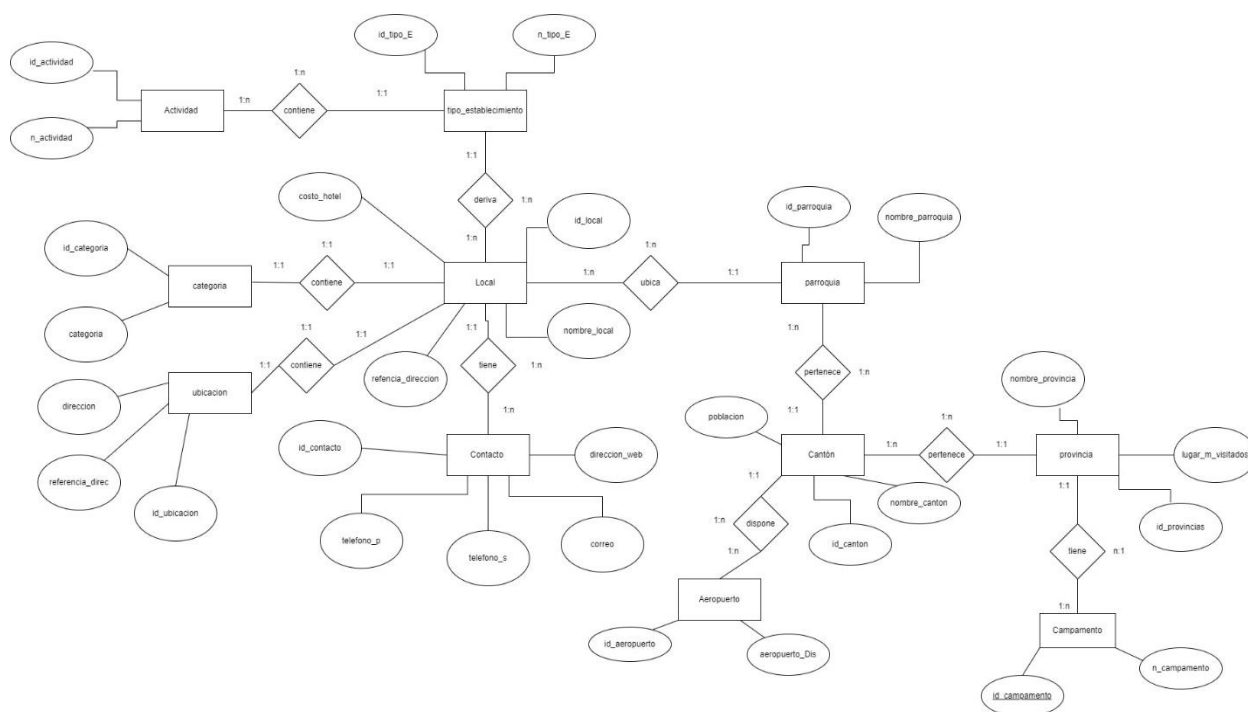 id_tipo_E
n_tipo_E
id_actividad
1:n
Actividad
1:n
contiene
1:1
tipo_establecimiento
n_actividad
1:1
costo_hotel
deriva
1:n
id_local
id_parroquia
nombre_parroquia
id_categoria
1:1
1:n
1:n
categoria
1:1
contiene
1:1
Local
1:n
ubica
1:1
parroquia
categoria
1:1
1:1
1:1
nombre_local
1:n
1:1
contiene
tiene
1:n
refencia_direccion
pertenece
1:n
direccion
ubicacion
nombre_provincia
1:n
1:1
poblacion
1:n
id_contacto
Contacto
direccion_web
Cantón
1:n
pertenece
1:1
provincia
lugar_m_visitados
referencia_direc
1:1
1:1
nombre_canton
id_ubicacion
1:n
dispone
id_provincias
telefono_p
telefono_s
correo
id_canton
1:n
tiene
n:1
Aeropuerto
1:n
Campamento
id_aeropuerto
aeropuerto_Dis
n_campamento
id_campamento